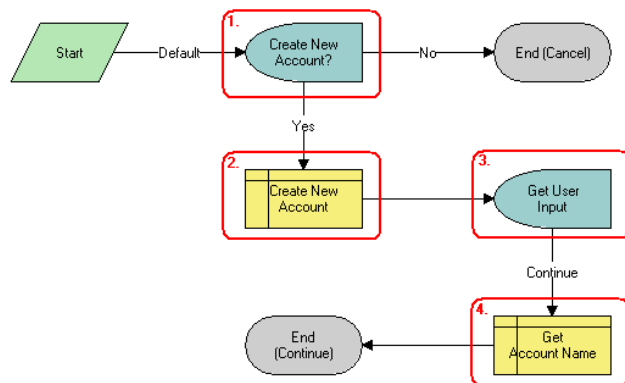 1.
Start
Default
Create New
Account?
No
End (Cancel)
Yes
2.
Create New
Account
3.
Get User
Input
Continue
4.
Get
Account Name
End
(Continue)